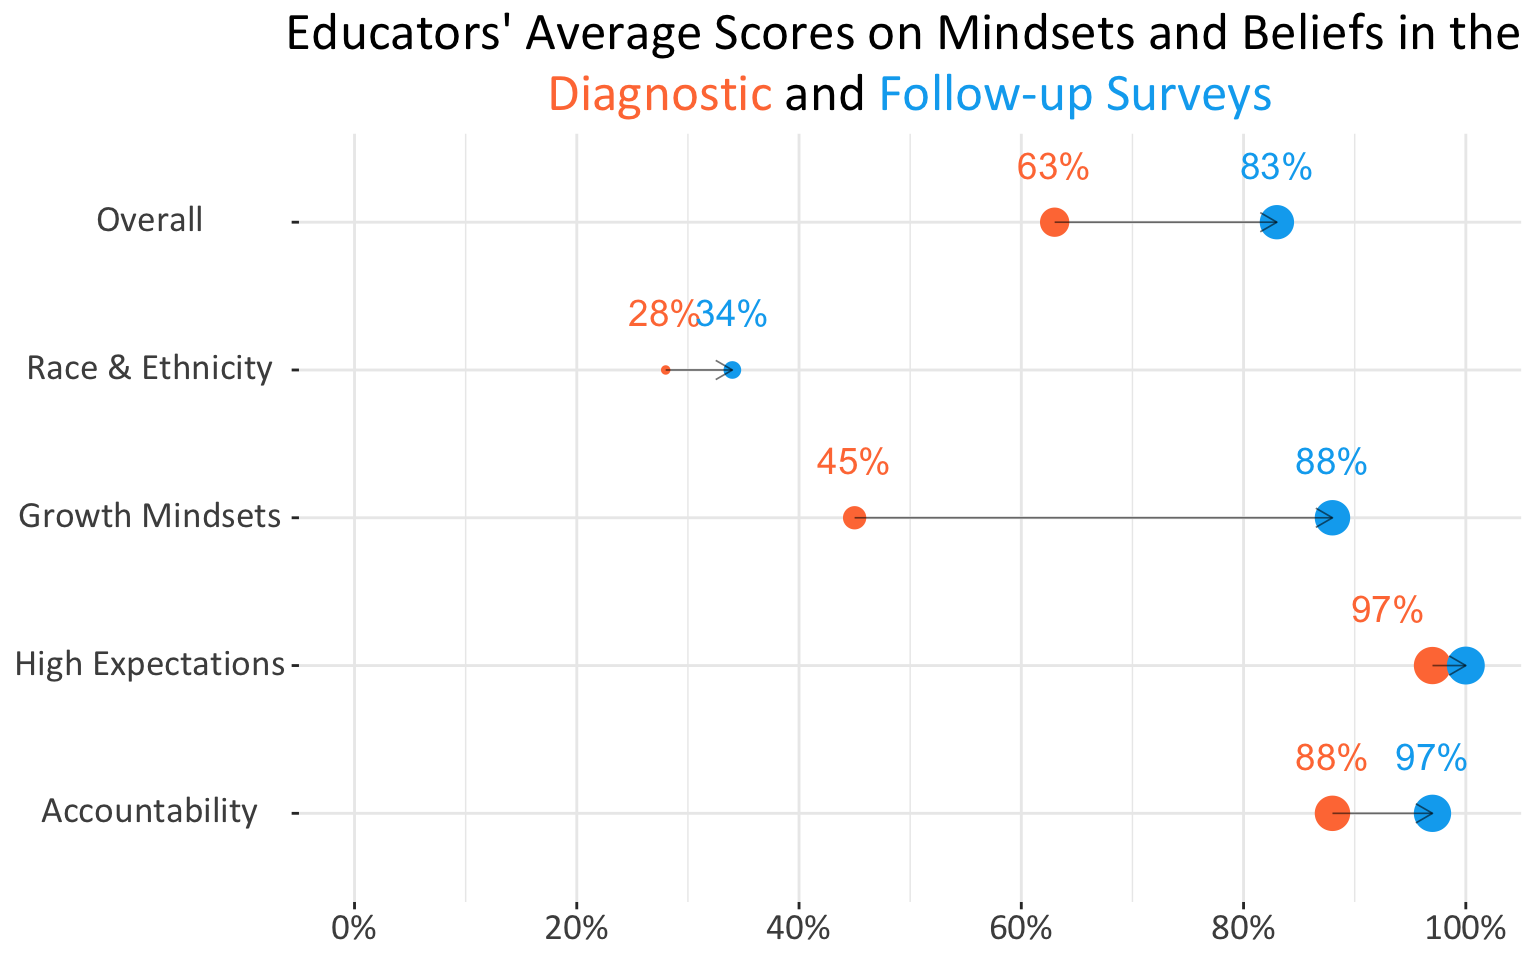 Educators' Average Scores on Mindsets and Beliefs in the
Diagnostic and Follow-up Surveys
63% 83%
Overall
28% 34%
Race & Ethnicity
45% 88%
Growth Mindsets
97%
High Expectations
88% 97%
Accountability
0% 20% 40% 60% 80% 100%